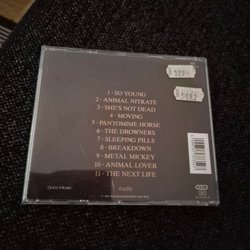 1 · SO YOUNG
2 · ANIMAL NITRATE
3 · SHE'S NOT DEAD
4 · MOVING
5 · PANTOMIME HORSE
6 · THE DROWNERS
7 · SLEEPING PILLS
8 · BREAKDOWN
9 · METAL MICKEY
10 · ANIMAL LOVER
11 · THE NEXT LIFE
nude